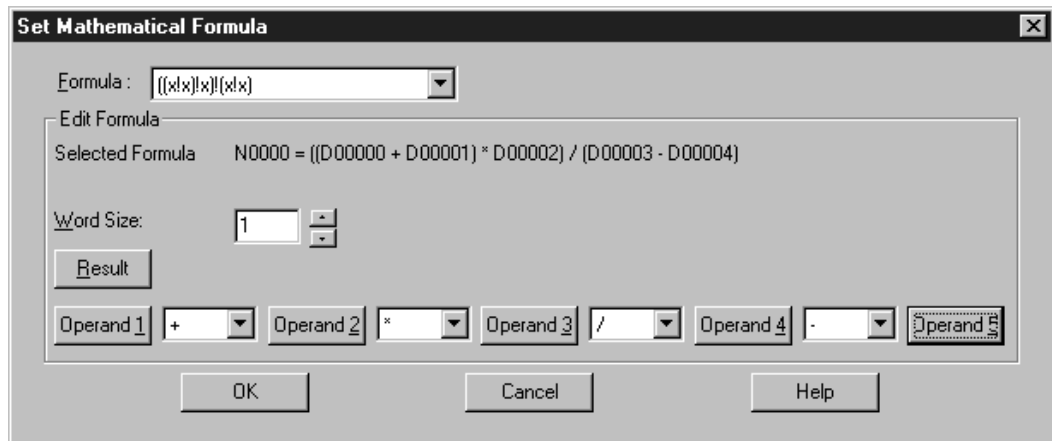 Set Mathematical Formula
Formula : ((x!x)!x)!(x!x)
Edit Formula
Selected Formula N0000 = ((D00000 + D00001) * D00002) / (D00003 - D00004)
Word Size: 1
Result
Operand 1 + Operand 2 * Operand 3 / Operand 4 - Operand 5
OK Cancel Help